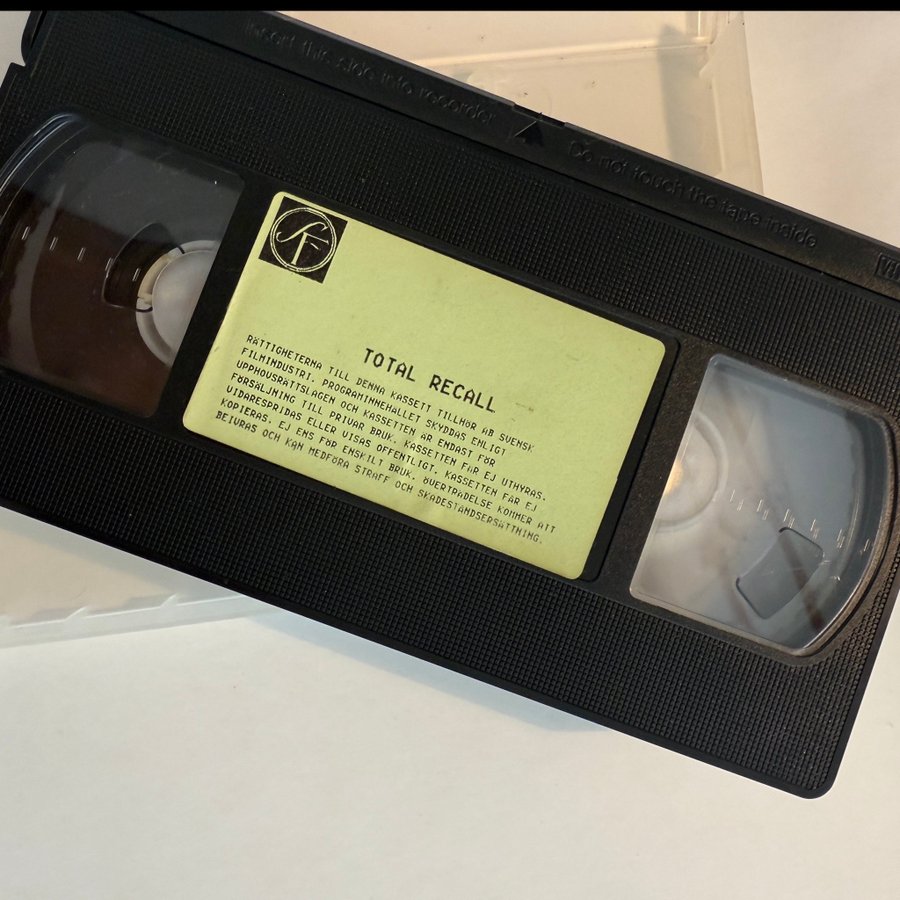 Insert this side into recorder
Do not touch the tape inside
SF
TOTAL RECALL
RÄTTIGHETERNA TILL DENNA KASSETT TILLHÖR AB SVENSK
FILMINDUSTRI. PROGRAMINNEHALLET SKYDDAS ENLIGT
UPPHOVSRÄTTSLAGEN OCH KASSETTEN ÄR ENDAST FÖR
FÖRSÄLJNING TILL PRIVAR BRUK. KASSETTEN FÅR EJ UTHYRAS,
VIDARESPRIDAS ELLER VISAS OFFENTLIGT. KASSETTEN FÅR EJ
KOPIERAS, EJ ENS FÖR ENSKILT BRUK. ÖVERTRÄDELSE KOMMER ATT
BEIVRAS OCH KAN MEDFÖRA STRAFF OCH SKADESTÅNDSERSÄTTNING.